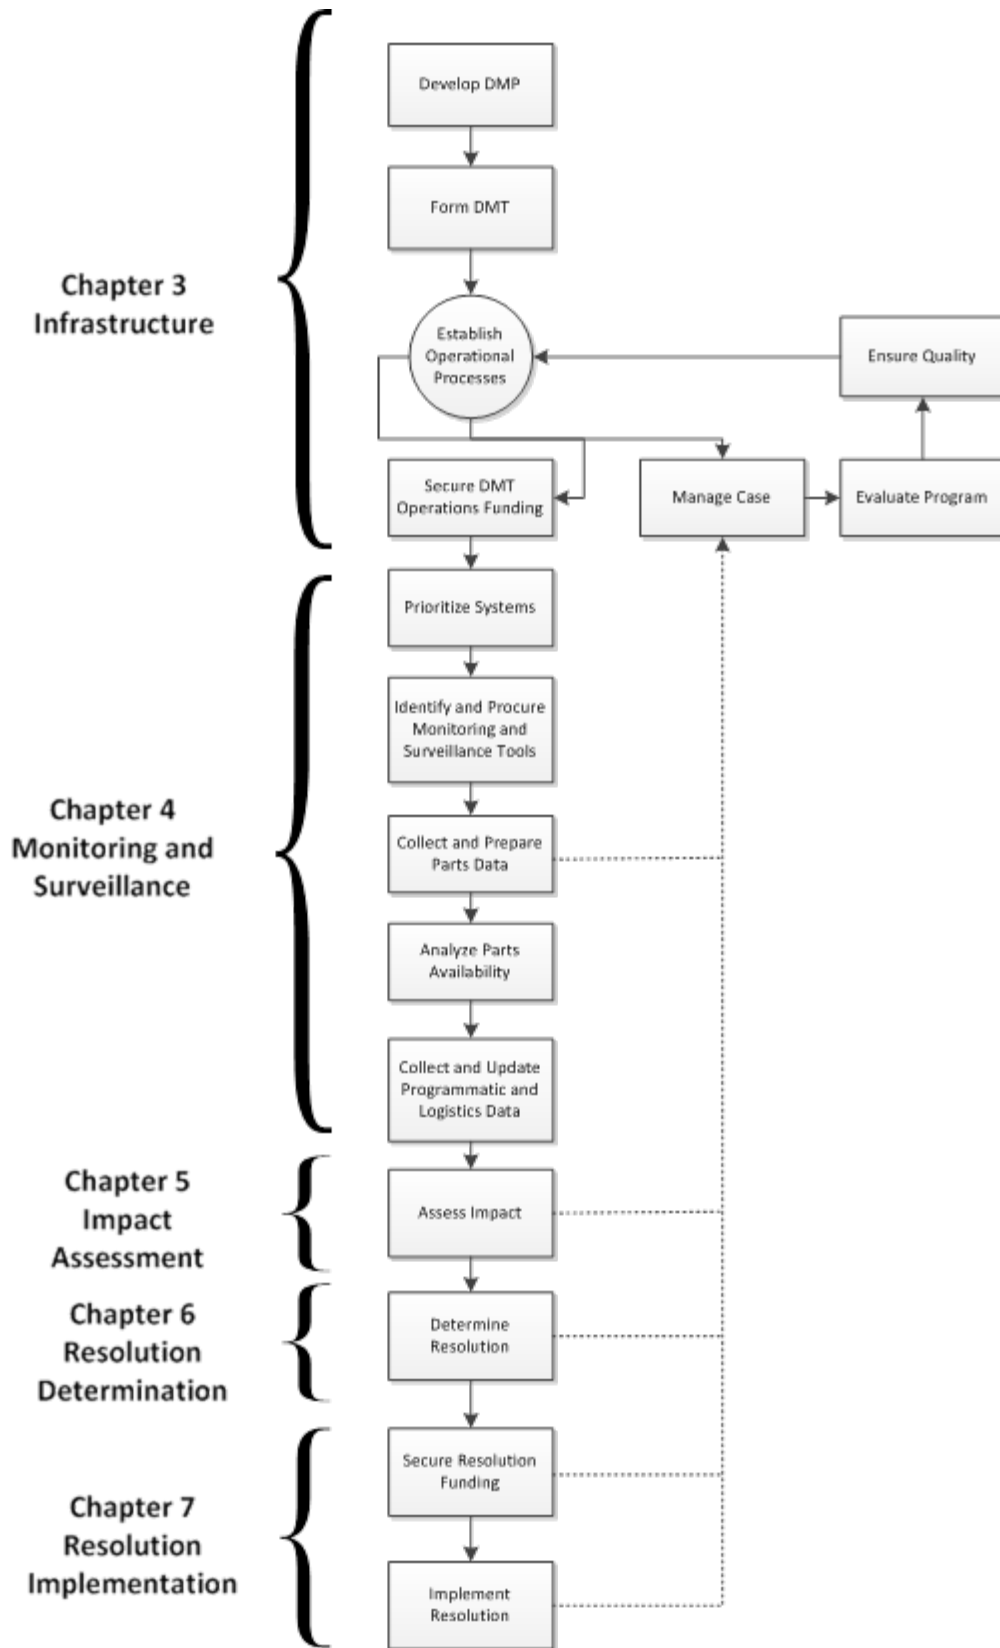 Develop DMP
Form DMT
Chapter 3
Infrastructure
Establish
Operational
Processes
Ensure Quality
Secure DMT
Operations Funding
Manage Case
Evaluate Program
Prioritize Systems
Identify and Procure
Monitoring and
Surveillance Tools
Chapter 4
Monitoring and
Surveillance
Collect and Prepare
Parts Data
Analyze Parts
Availability
Collect and Update
Programmatic and
Logistics Data
Chapter 5
Impact
Assessment
Assess Impact
Chapter 6
Resolution
Determination
Determine
Resolution
Secure Resolution
Funding
Chapter 7
Resolution
Implementation
Implement
Resolution